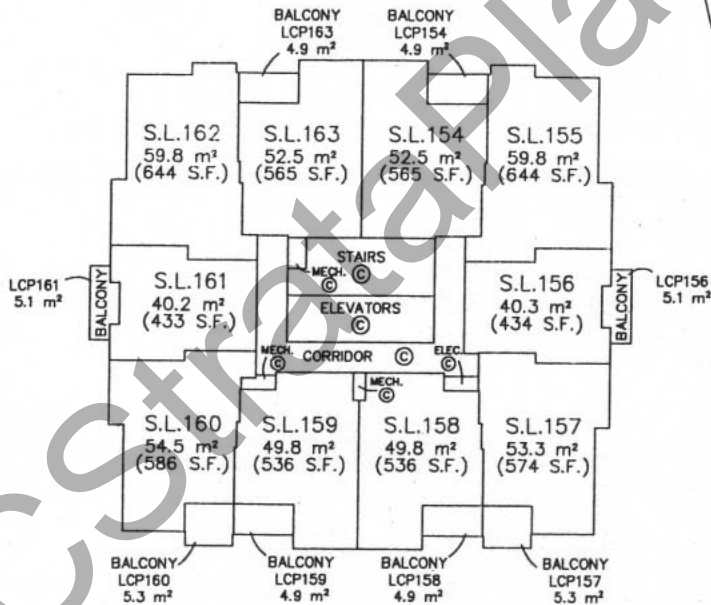 BALCONY
LCP163
4.9 m²
BALCONY
LCP154
4.9 m²
S.L.162
59.8 m²
(644 S.F.)
S.L.163
52.5 m²
(565 S.F.)
S.L.154
52.5 m²
(565 S.F.)
S.L.155
59.8 m²
(644 S.F.)
STAIRS
©
MECH.
©
ELEVATORS
©
LCP161
5.1 m²
BALCONY
S.L.161
40.2 m²
(433 S.F.)
S.L.156
40.3 m²
(434 S.F.)
BALCONY
LCP156
5.1 m²
MECH.
©
CORRIDOR ©
ELEC.
©
MECH.
©
S.L.160
54.5 m²
(586 S.F.)
S.L.159
49.8 m²
(536 S.F.)
S.L.158
49.8 m²
(536 S.F.)
S.L.157
53.3 m²
(574 S.F.)
BALCONY
LCP160
5.3 m²
BALCONY
LCP159
4.9 m²
BALCONY
LCP158
4.9 m²
BALCONY
LCP157
5.3 m²
CStrataPla